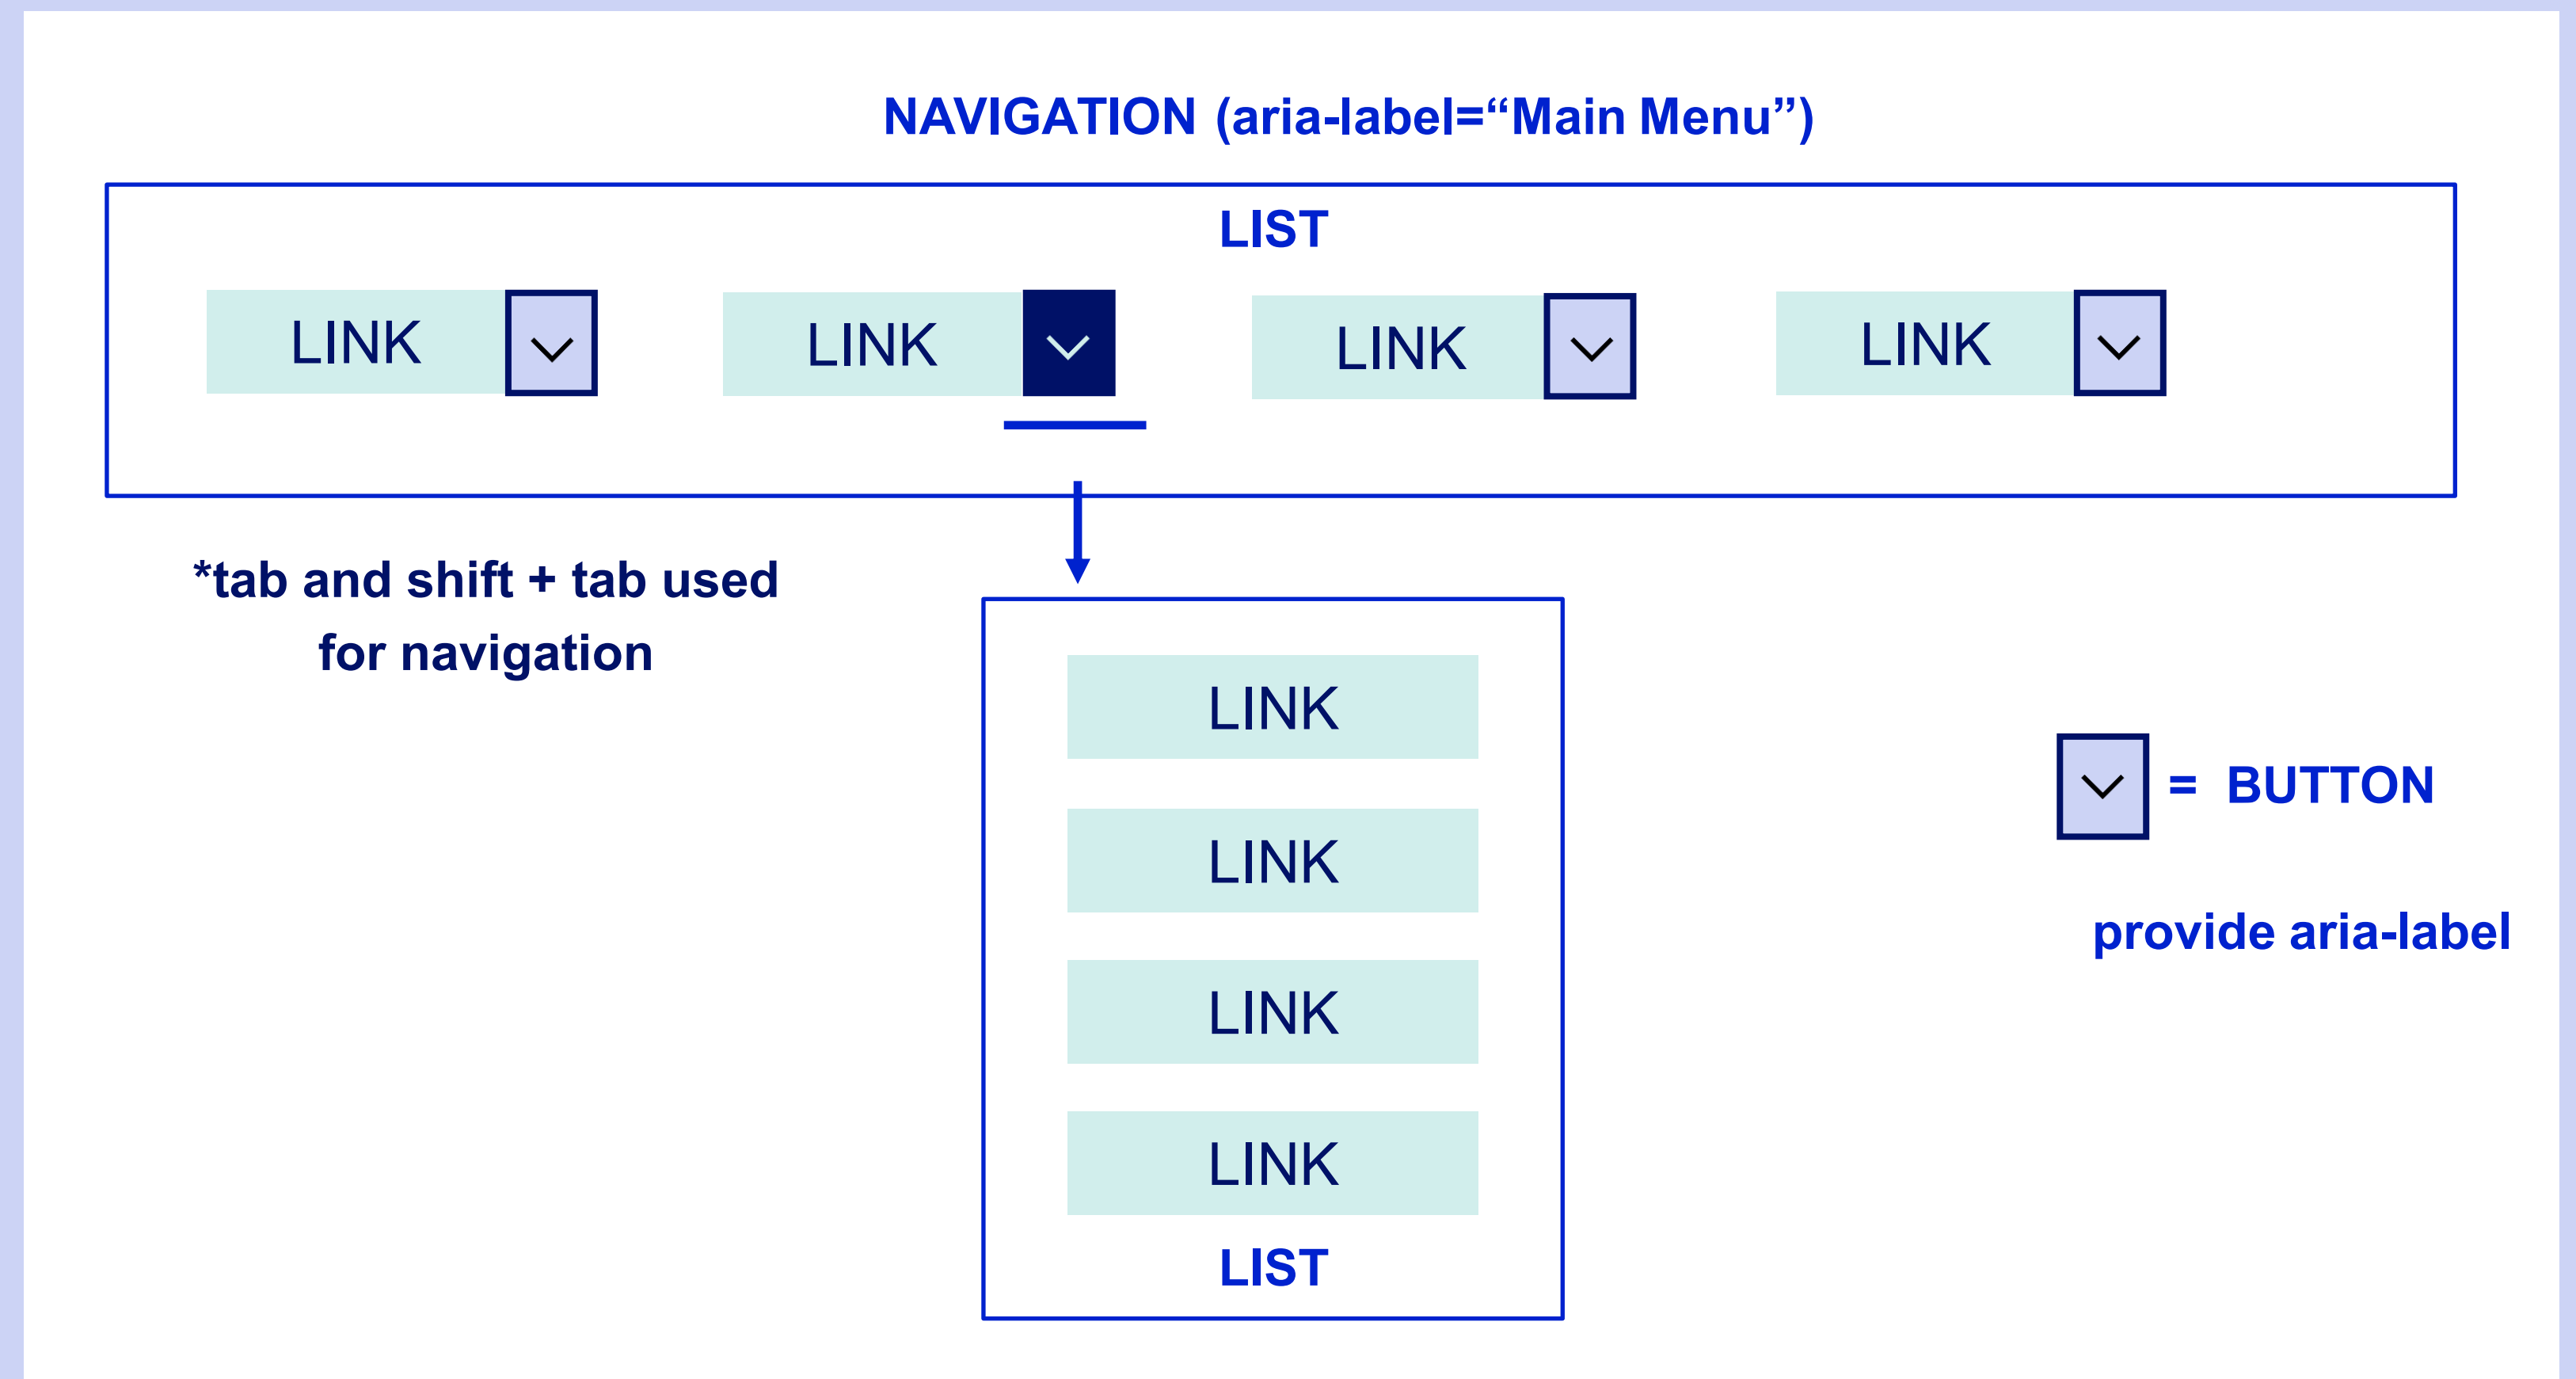 NAVIGATION (aria-label=“Main Menu”)
LIST
LINK
LINK
LINK
LINK
*tab and shift + tab used
for navigation
LINK
LINK
LINK
LINK
LIST
= BUTTON
provide aria-label